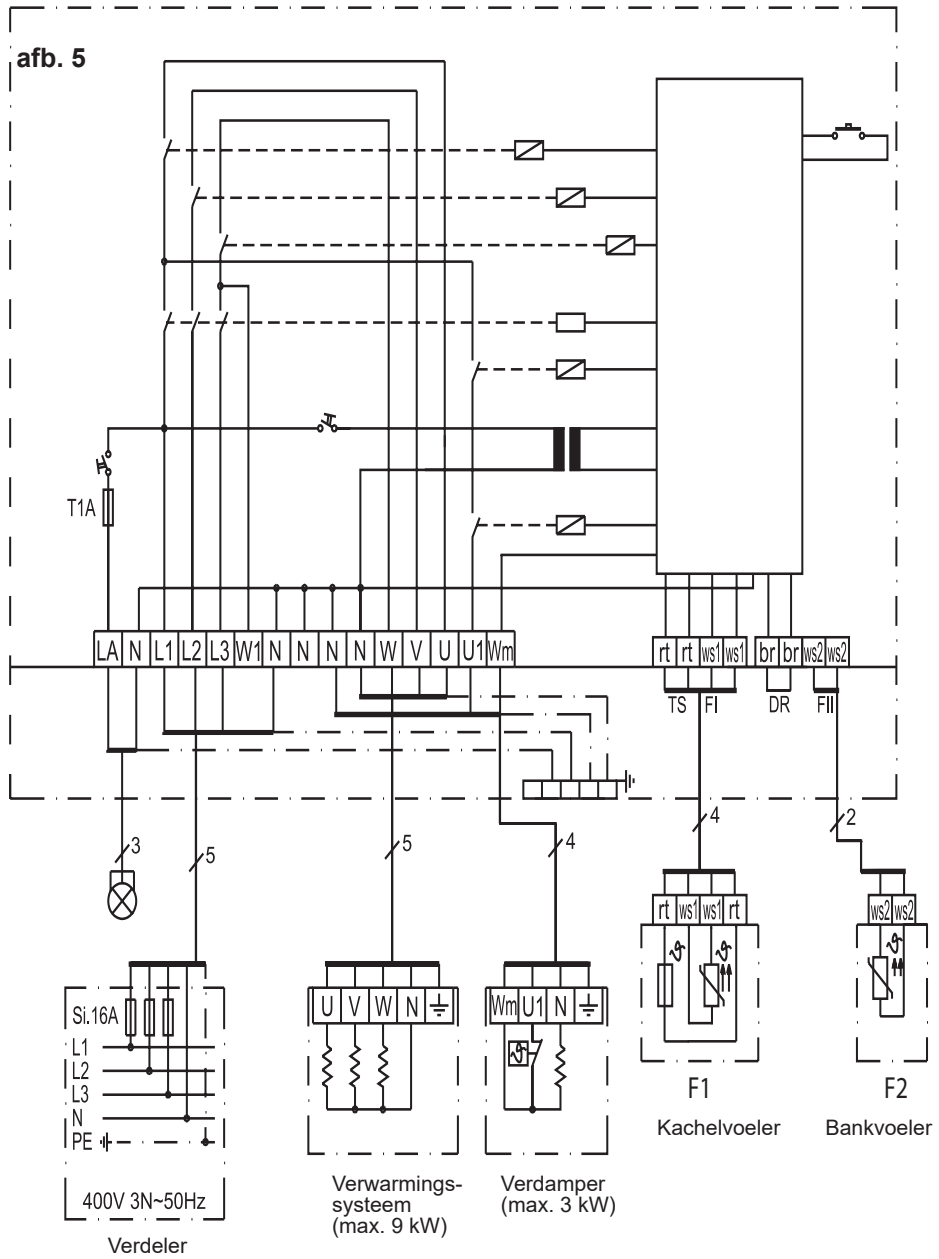 afb. 5
T1A
LA N L1 L2 L3 W1 N N N N W V U U1 Wm
rt rt ws1 ws1 br br ws2 ws2
TS FI DR FII
3 5 5 4 4 2
rt ws1 ws1 rt
ws2 ws2
Si.16A
U V W N
Wm U1 N
ϑ
ϑ
ϑ
L1
L2
L3
N
PE
400V 3N~50Hz
Verdeler
Verwarmings-
systeem
(max. 9 kW)
Verdamper
(max. 3 kW)
F1
Kachelvoeler
F2
Bankvoeler